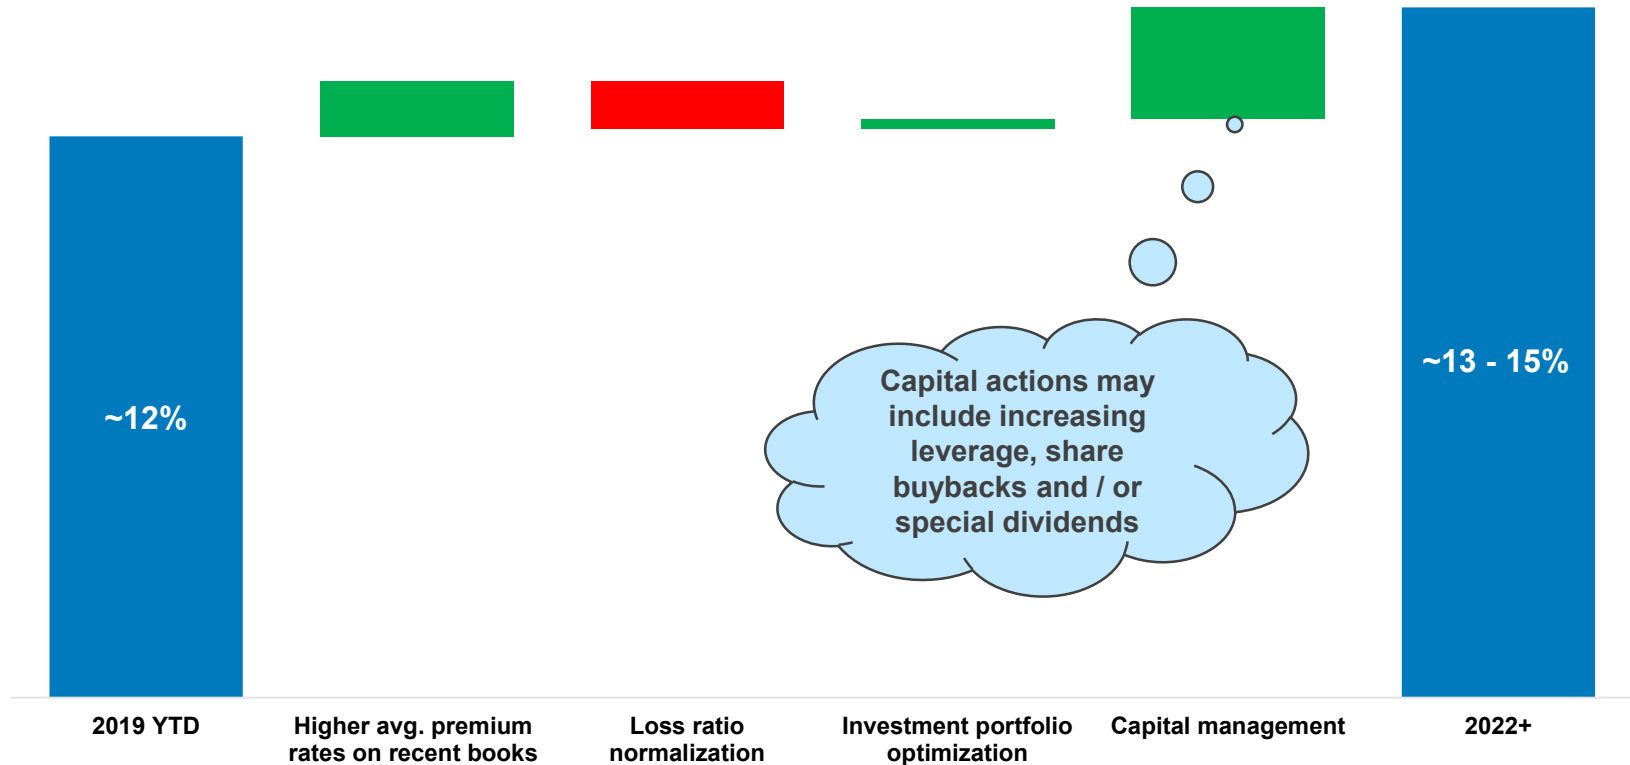 ~12%
~13 - 15%
Capital actions may
include increasing
leverage, share
buybacks and / or
special dividends
2019 YTD
Higher avg. premium
rates on recent books
Loss ratio
normalization
Investment portfolio
optimization
Capital management
2022+